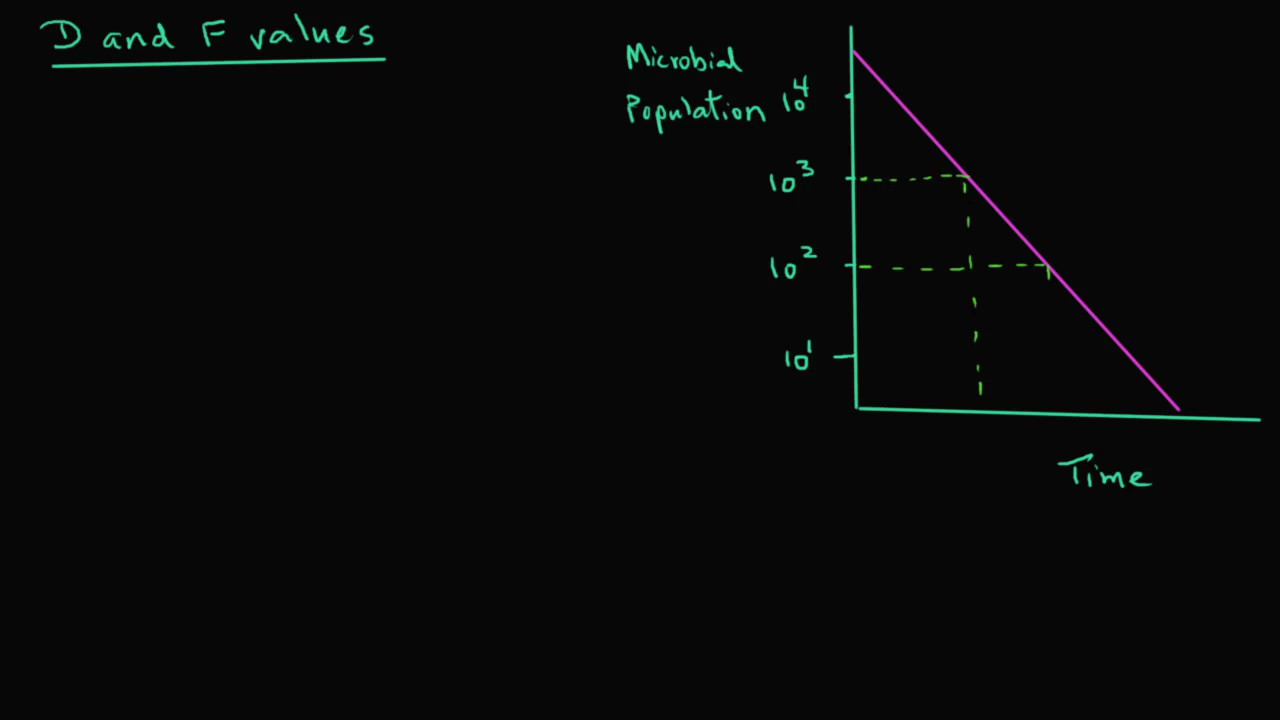 D and F values
Microbial
Population
10⁴
10³
10²
10¹
Time